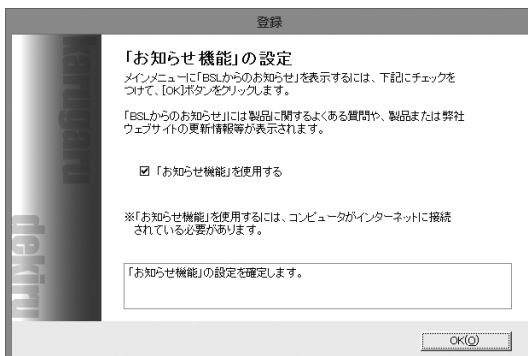 登録
karugaru
dekiru
「お知らせ機能」の設定
メインメニューに「BSLからのお知らせ」を表示するには、下記にチェックを
つけて、[OK]ボタンをクリックします。
「BSLからのお知らせ」には製品に関するよくある質問や、製品または弊社
ウェブサイトの更新情報等が表示されます。
「お知らせ機能」を使用する
※「お知らせ機能」を使用するには、コンピュータがインターネットに接続
されている必要があります。
「お知らせ機能」の設定を確定します。
OK(O)